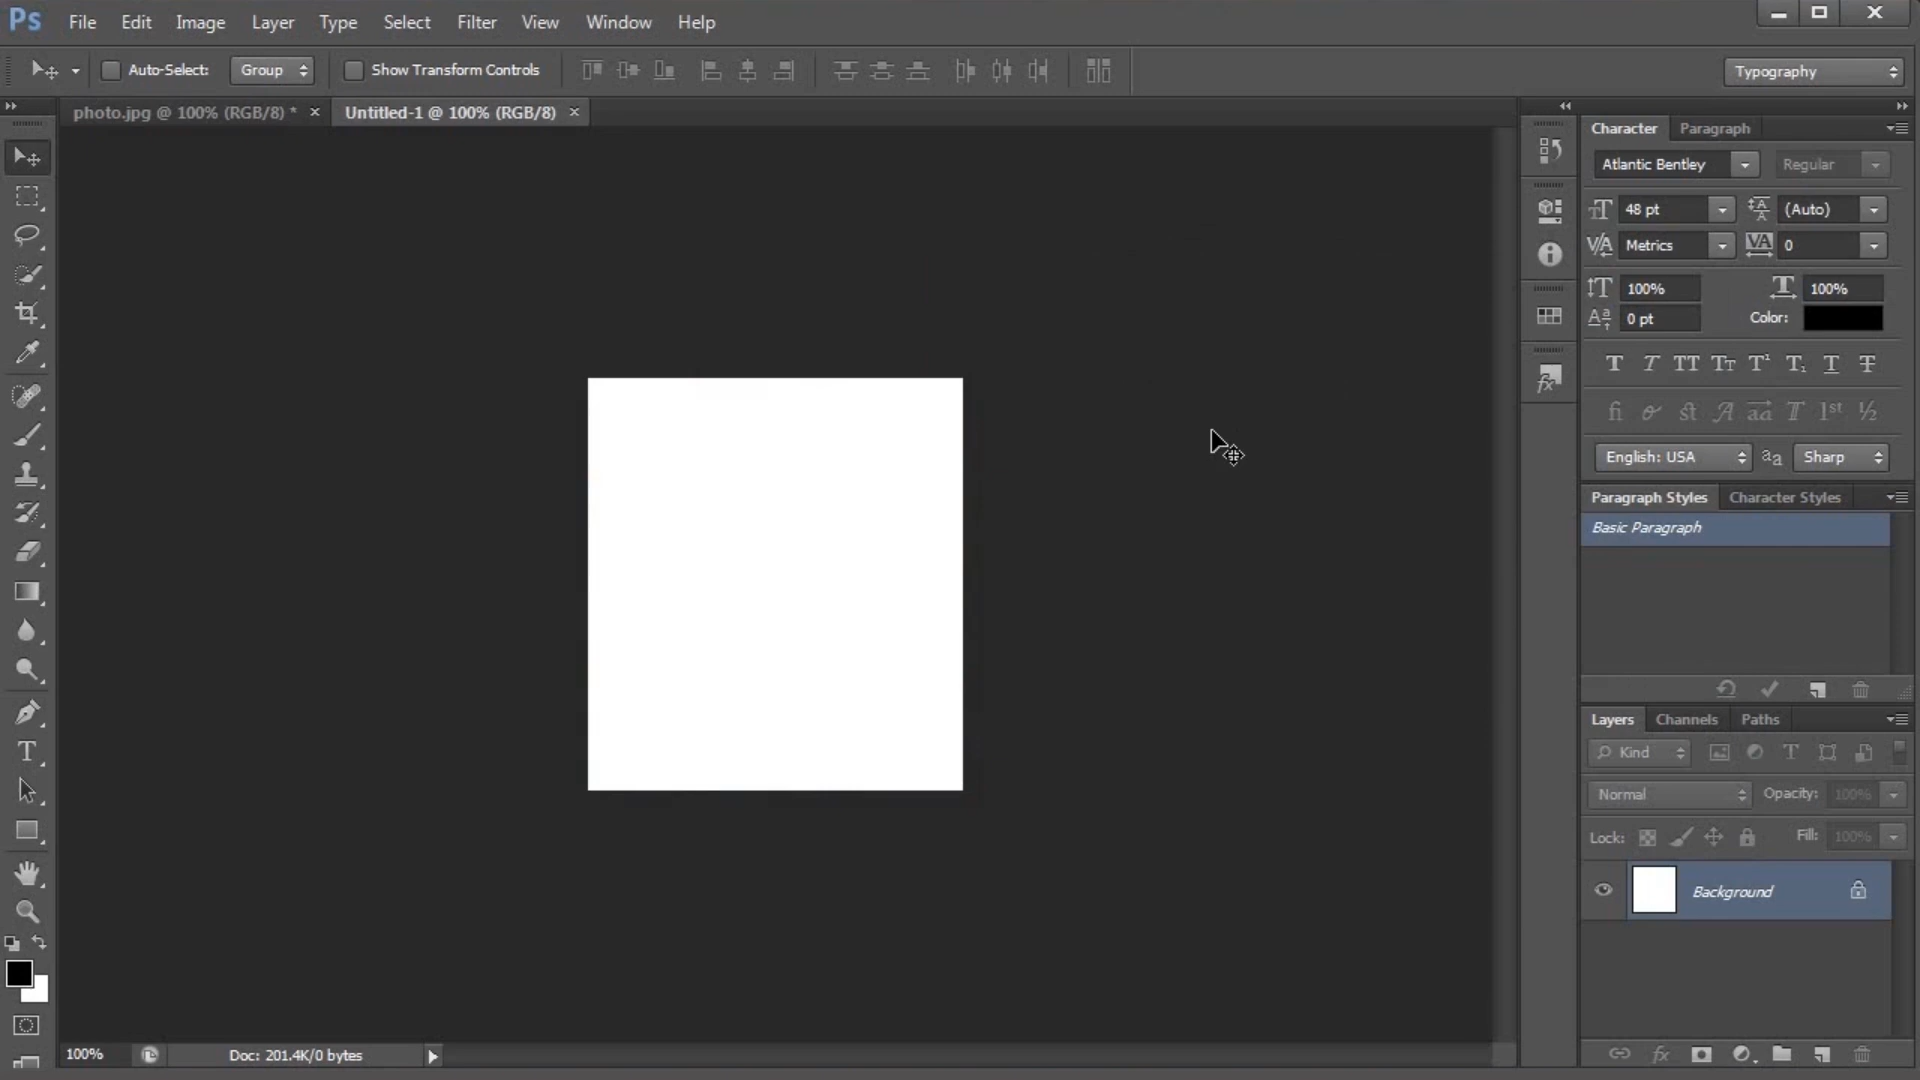 Ps File Edit Image Layer Type Select Filter View Window Help
Auto-Select: Group Show Transform Controls Typography
photo.jpg @ 100% (RGB/8) * × Untitled-1 @ 100% (RGB/8) ×
Character Paragraph
Atlantic Bentley Regular
48 pt (Auto)
Metrics 0
100% 100%
0 pt Color:
English: USA Sharp
Paragraph Styles Character Styles
Basic Paragraph
Layers Channels Paths
Kind
Normal Opacity: 100%
Lock: Fill: 100%
Background
100% Doc: 201.4K/0 bytes